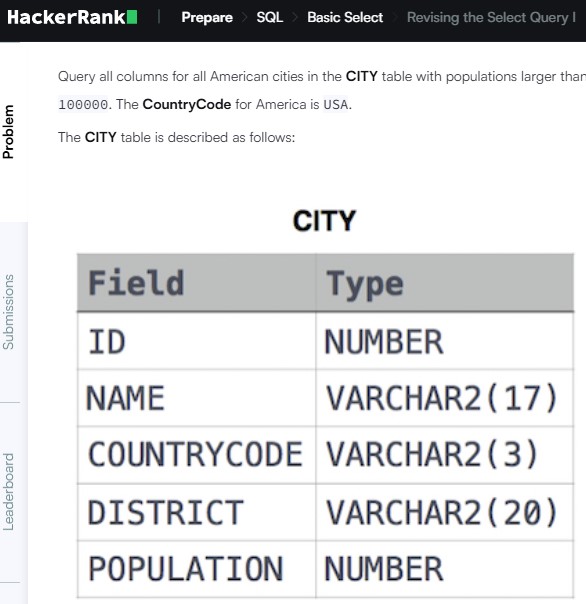 HackerRank | Prepare > SQL > Basic Select > Revising the Select Query I
Problem
Submissions
Leaderboard
Query all columns for all American cities in the CITY table with populations larger than
100000. The CountryCode for America is USA.
The CITY table is described as follows:
CITY
Field Type
ID NUMBER
NAME VARCHAR2(17)
COUNTRYCODE VARCHAR2(3)
DISTRICT VARCHAR2(20)
POPULATION NUMBER